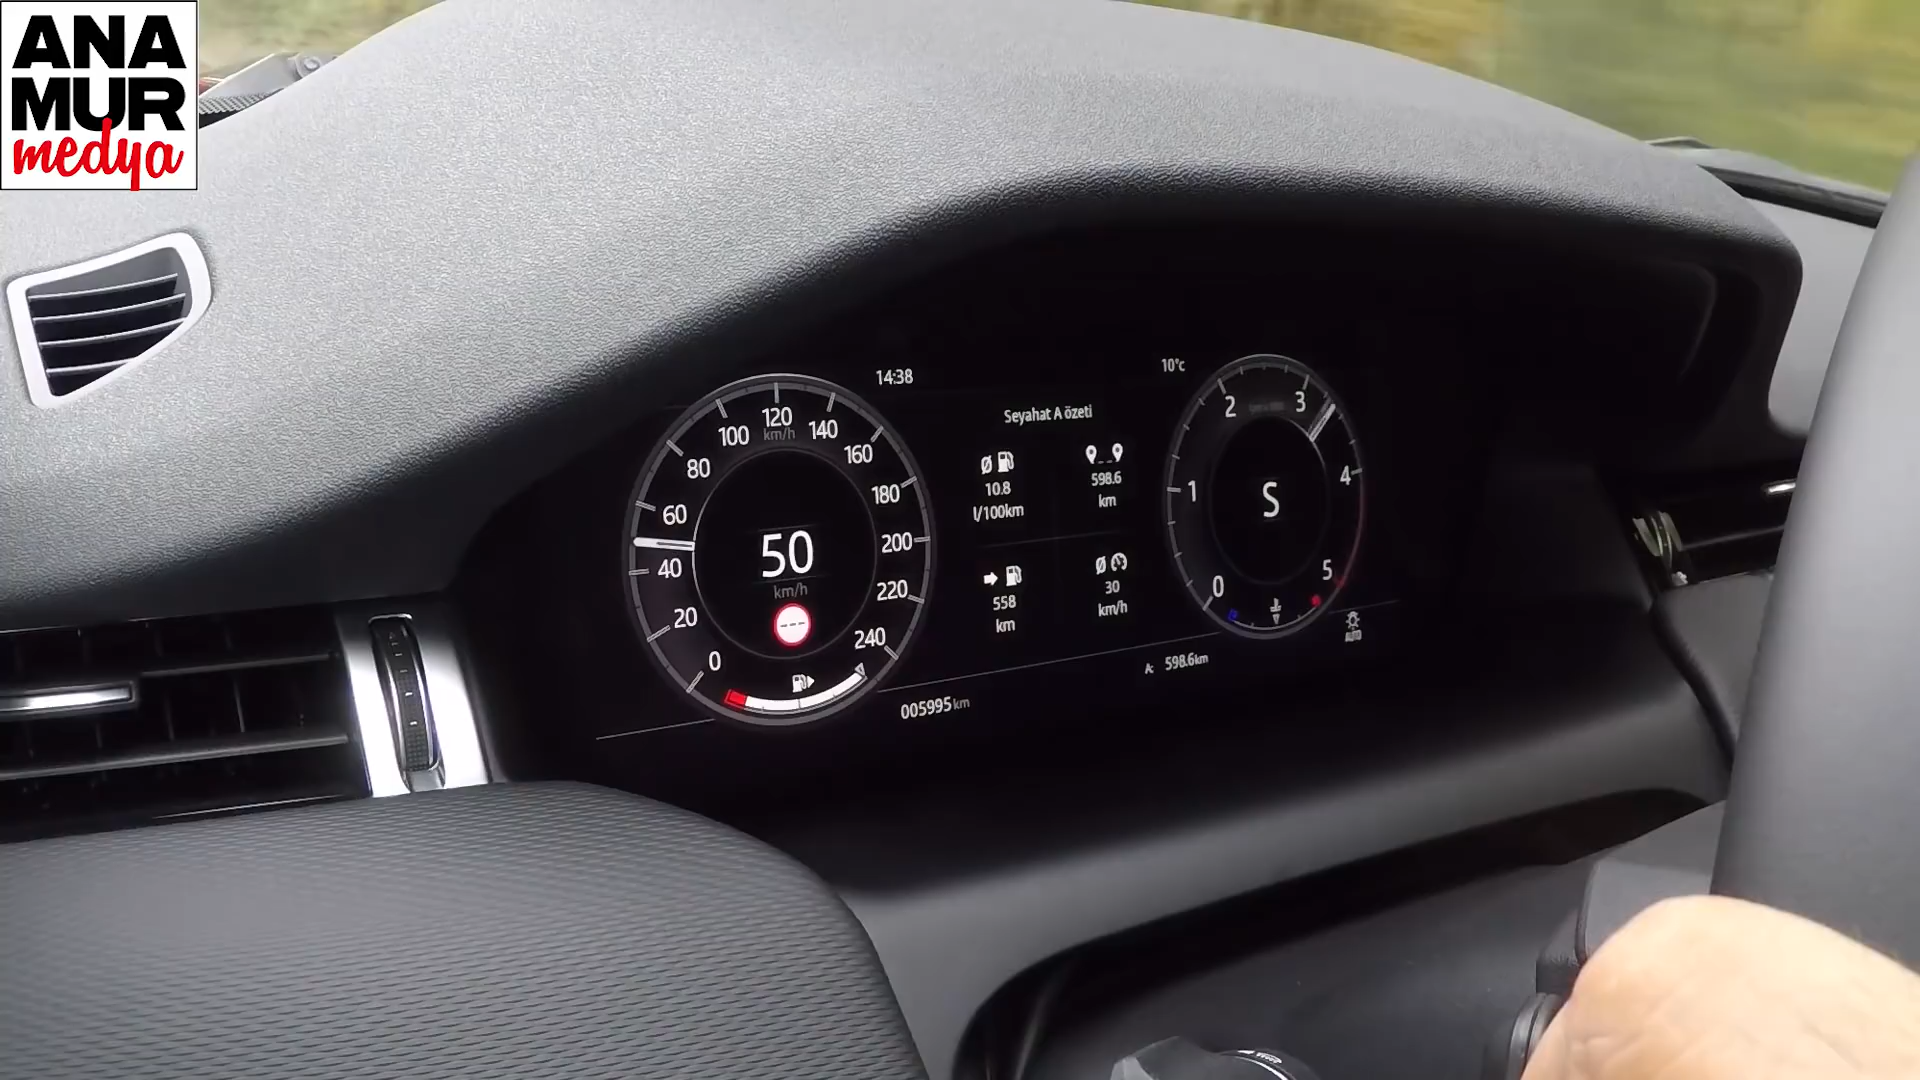 ANA
MUR
medya
14:38
10°c
Seyahat A özeti
10.8
l/100km
598.6
km
558
km
30
km/h
0
20
40
60
80
100
120
140
160
180
200
220
240
km/h
50
km/h
---
0
1
2
3
4
5
S
AUTO
005995 km
A: 598.6km